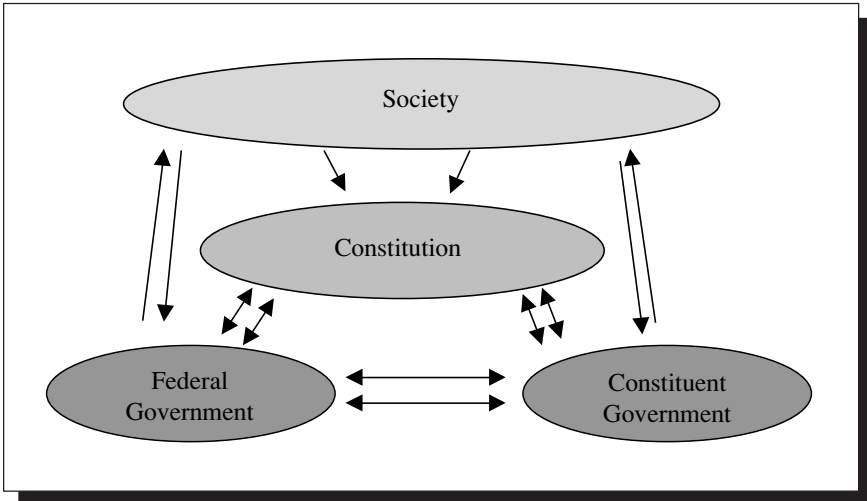 Society
Constitution
Federal
Government
Constituent
Government